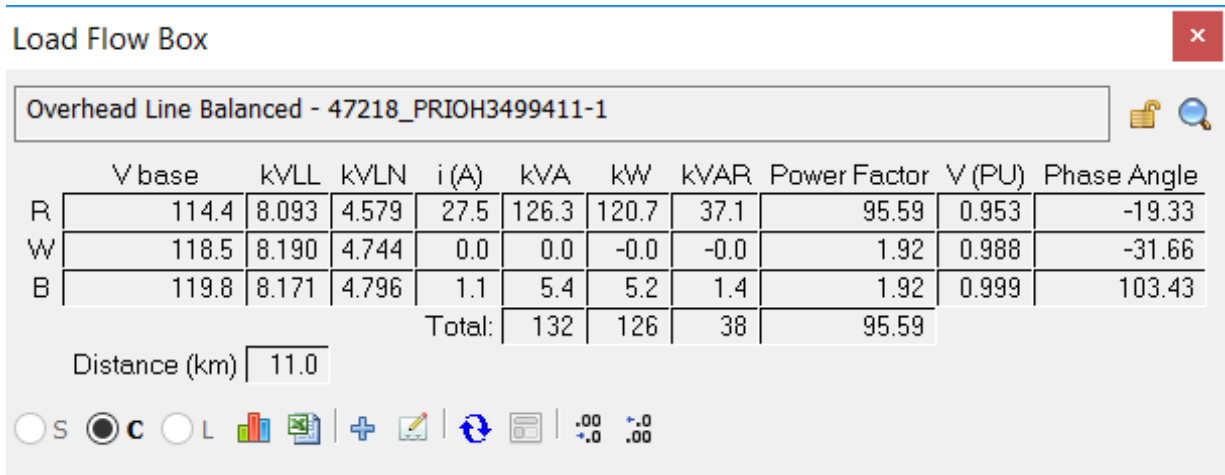 Load Flow Box
Overhead Line Balanced - 47218_PRIOH3499411-1
V base kVLL kVLN i (A) kVA kW kVAR Power Factor V (PU) Phase Angle
R 114.4 8.093 4.579 27.5 126.3 120.7 37.1 95.59 0.953 -19.33
W 118.5 8.190 4.744 0.0 0.0 -0.0 -0.0 1.92 0.988 -31.66
B 119.8 8.171 4.796 1.1 5.4 5.2 1.4 1.92 0.999 103.43
Total: 132 126 38 95.59
Distance (km) 11.0
S C L .00 .0 .0 .00